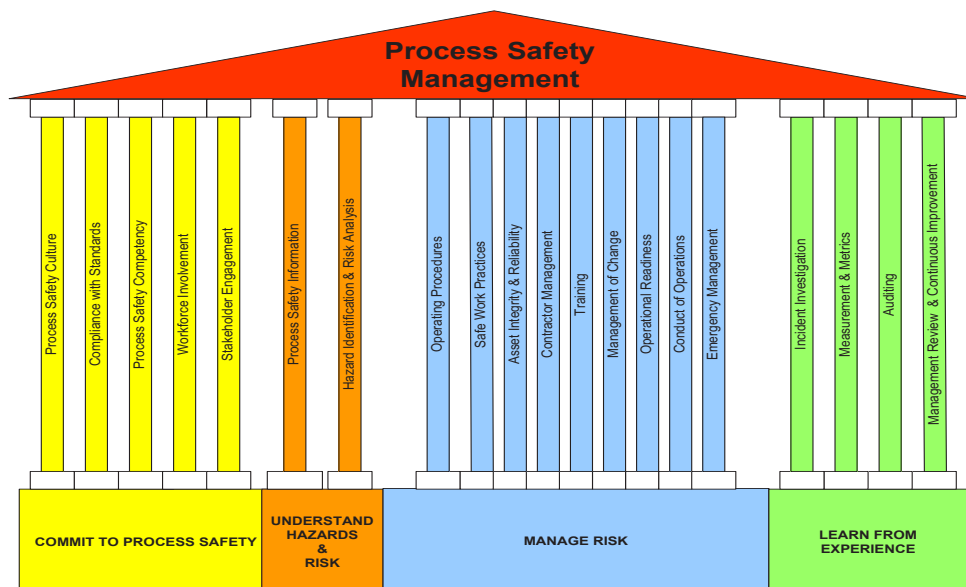 Process Safety
Management
Process Safety Culture
Compliance with Standards
Process Safety Competency
Workforce Involvement
Stakeholder Engagement
Process Safety Information
Hazard Identification & Risk Analysis
Operating Procedures
Safe Work Practices
Asset Integrity & Reliability
Contractor Management
Training
Management of Change
Operational Readiness
Conduct of Operations
Emergency Management
Incident Investigation
Measurement & Metrics
Auditing
Management Review & Continuous Improvement
COMMIT TO PROCESS SAFETY
UNDERSTAND
HAZARDS
&
RISK
MANAGE RISK
LEARN FROM
EXPERIENCE